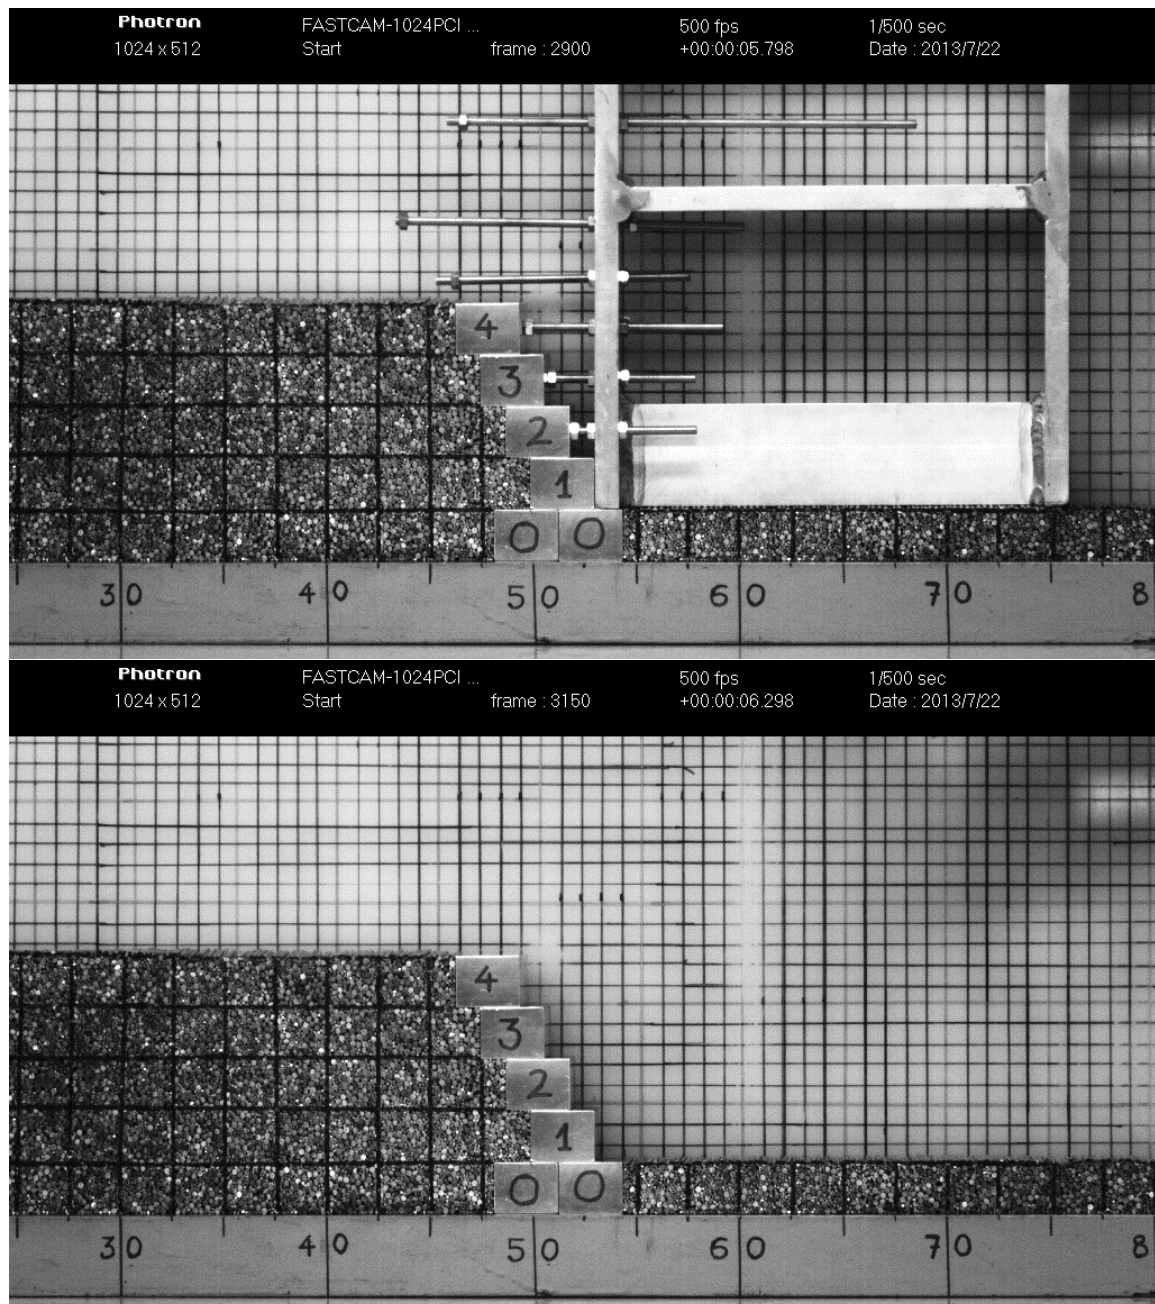 Photron FASTCAM-1024PCI ... 500 fps 1/500 sec
1024 x 512 Start frame : 2900 +00:00:05.798 Date : 2013/7/22
4
3
2
1
0 0
30 40 50 60 70 8
Photron FASTCAM-1024PCI ... 500 fps 1/500 sec
1024 x 512 Start frame : 3150 +00:00:06.298 Date : 2013/7/22
4
3
2
1
0 0
30 40 50 60 70 8